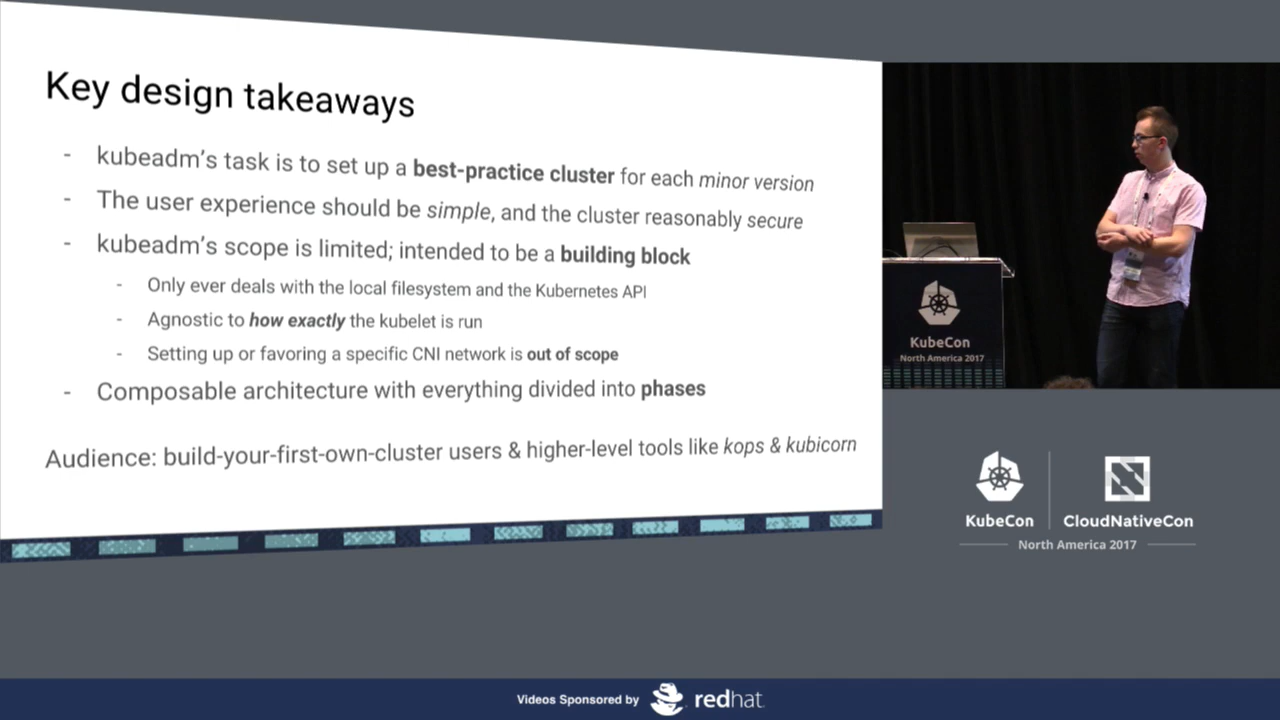 Key design takeaways
- kubeadm's task is to set up a best-practice cluster for each minor version
- The user experience should be simple, and the cluster reasonably secure
- kubeadm's scope is limited; intended to be a building block
- Only ever deals with the local filesystem and the Kubernetes API
- Agnostic to how exactly the kubelet is run
- Setting up or favoring a specific CNI network is out of scope
- Composable architecture with everything divided into phases
Audience: build-your-first-own-cluster users & higher-level tools like kops & kubicorn
KubeCon
North America 2017
KubeCon
CloudNativeCon
North America 2017
Videos Sponsored by
redhat.